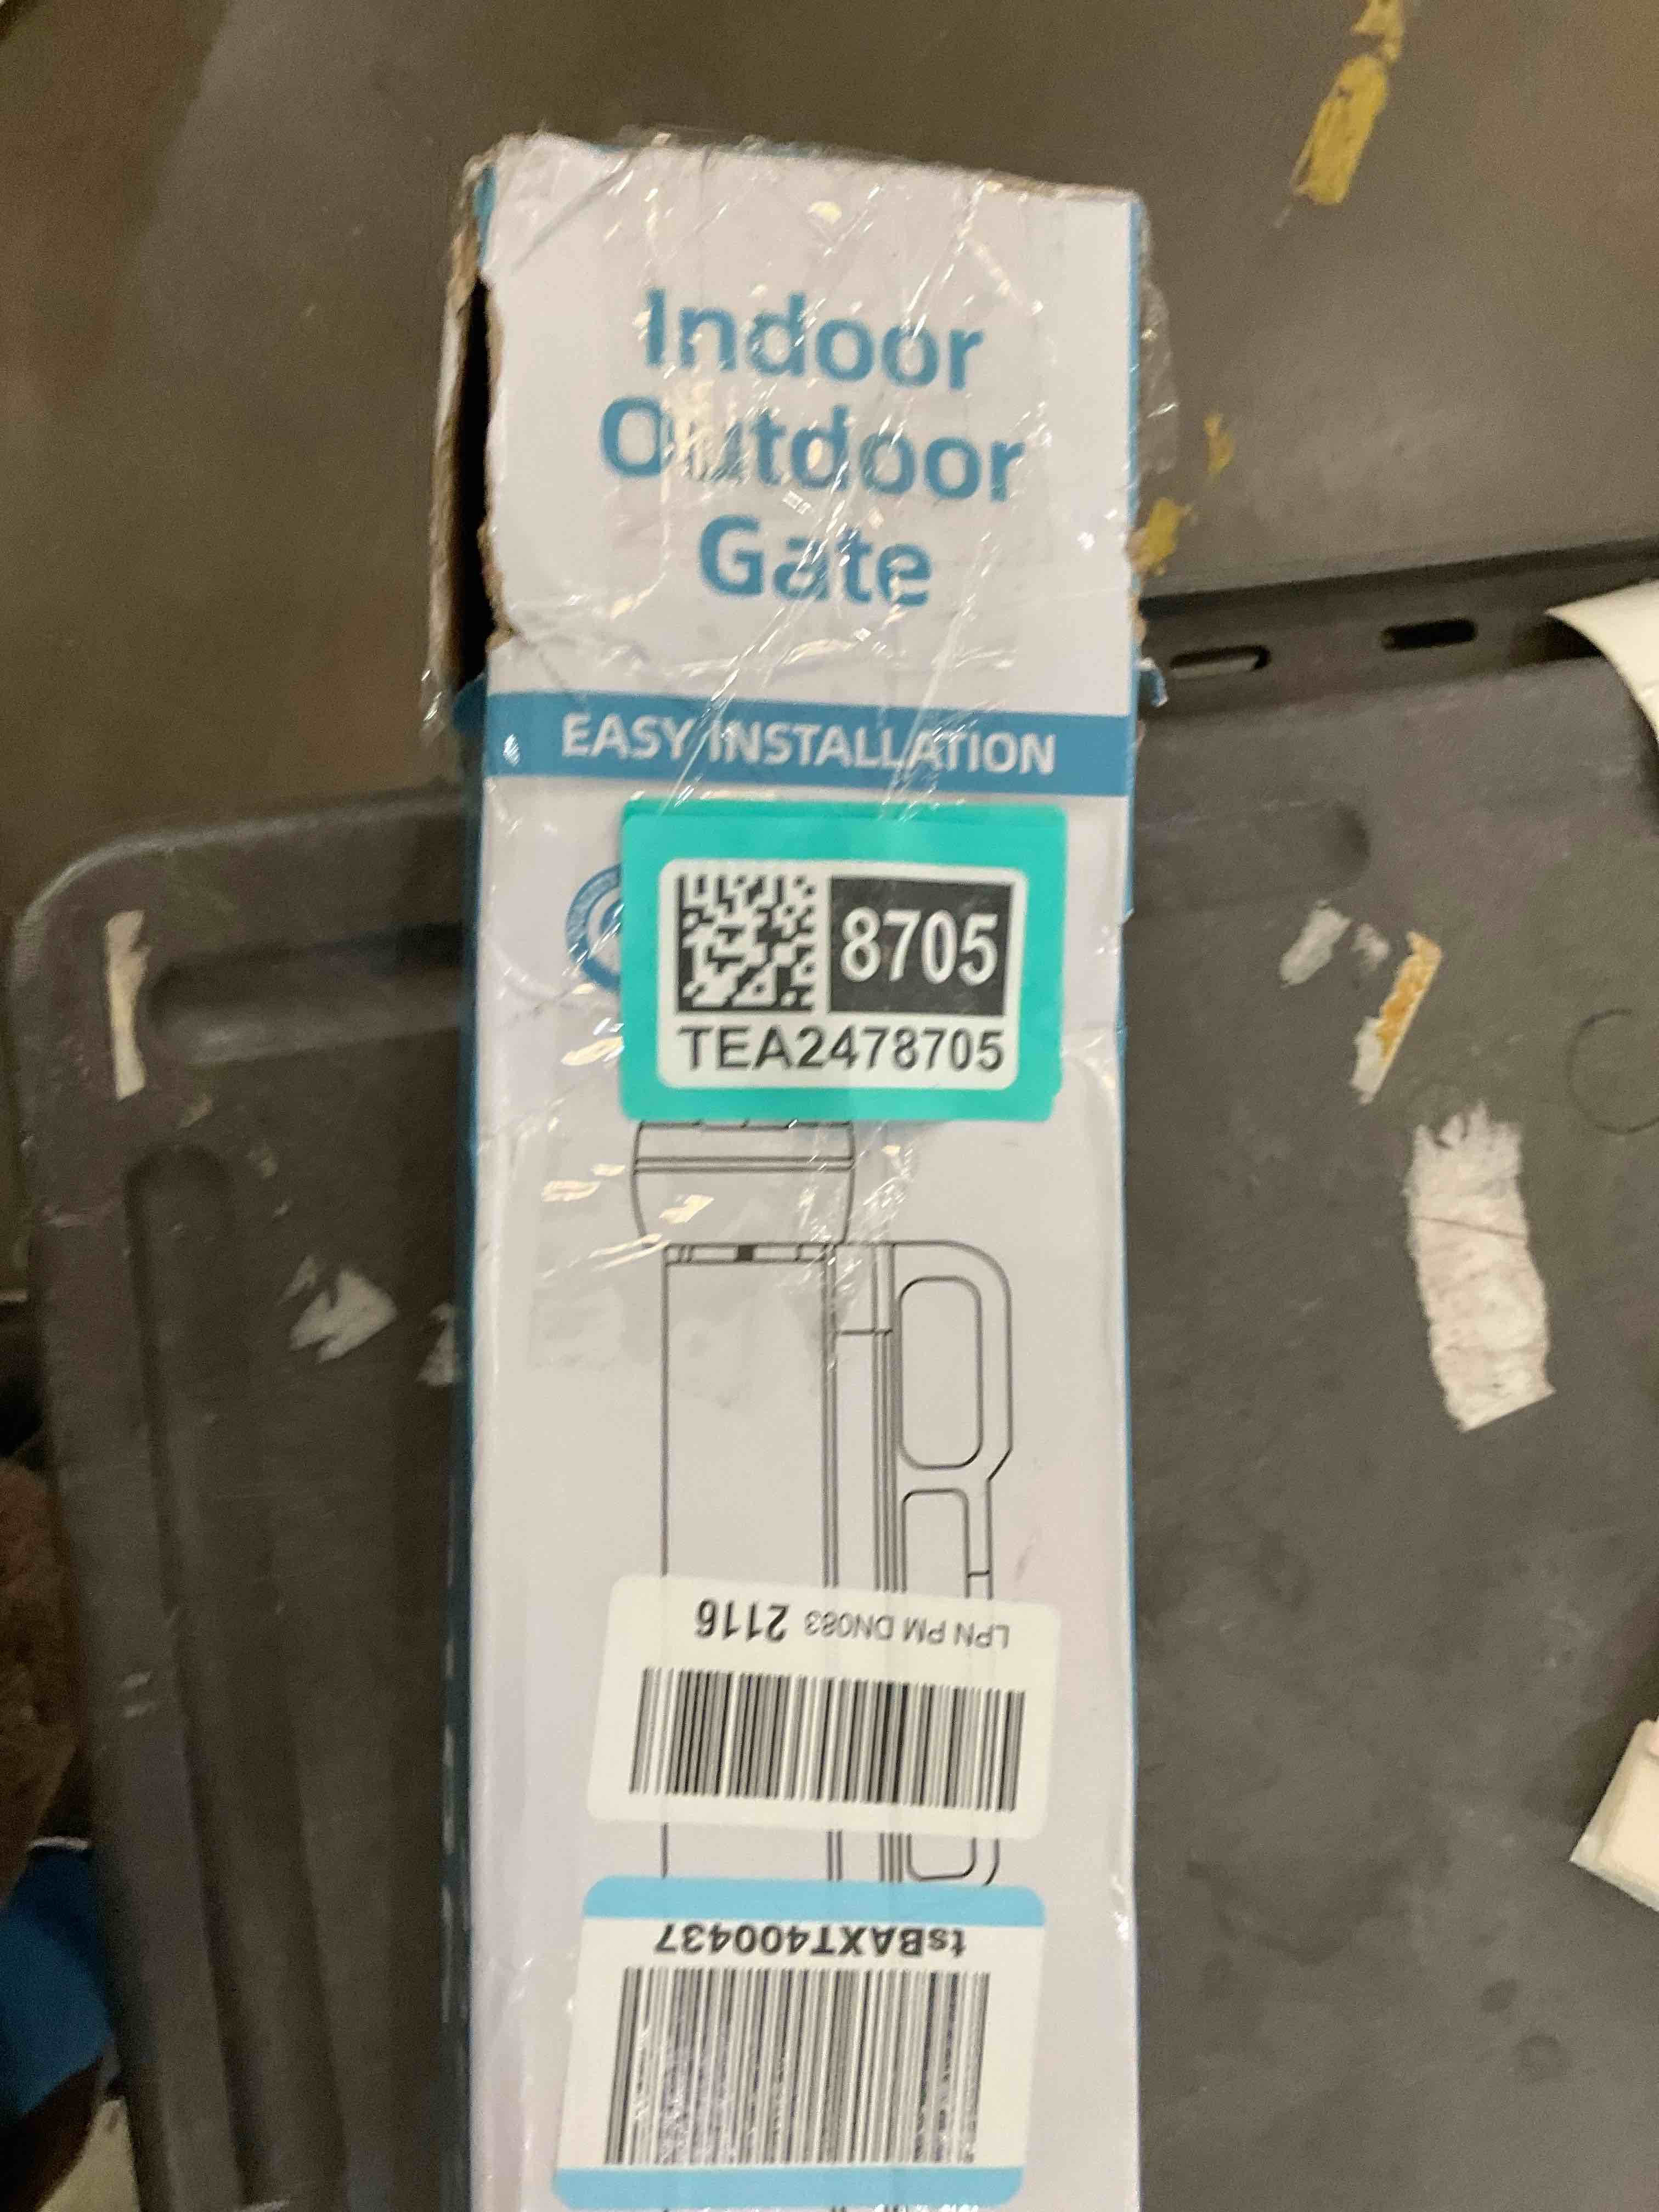 Indoor
Outdoor
Gate
EASY INSTALLATION
8705
TEA2478705
LPN PM DN083 2116
tsBAXT400437